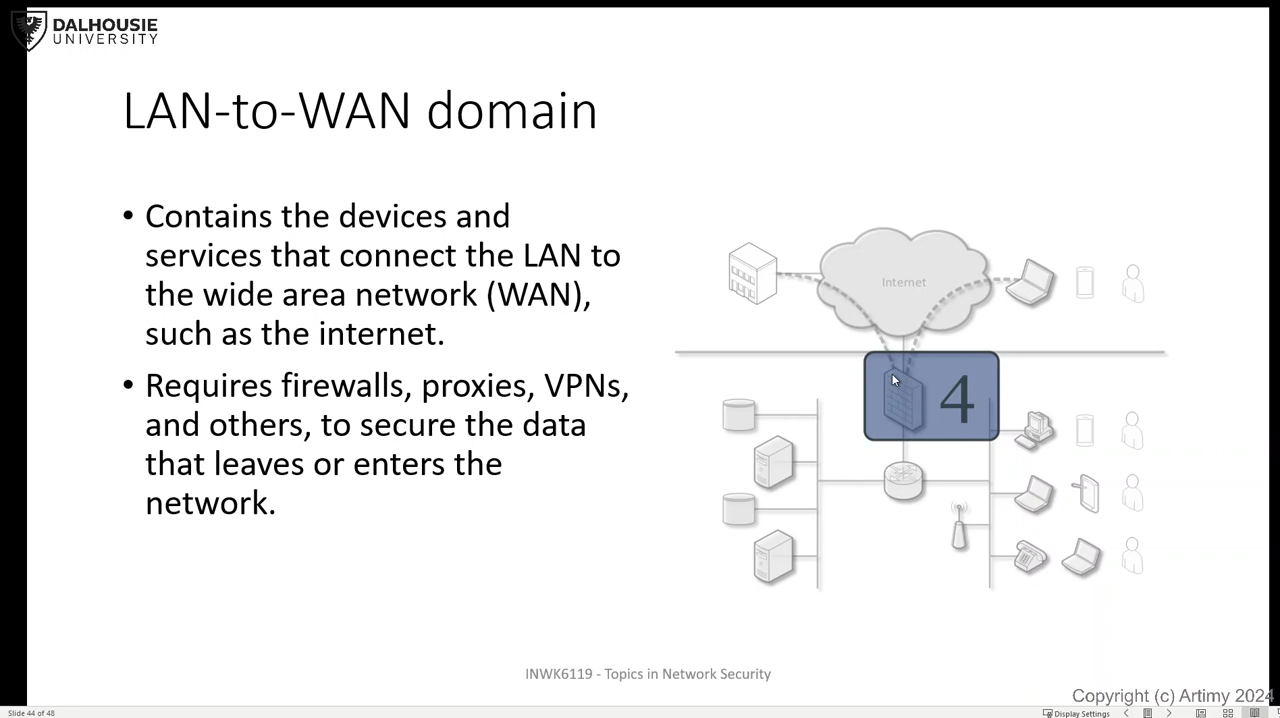 DALHOUSIE
UNIVERSITY
LAN-to-WAN domain
• Contains the devices and
services that connect the LAN to
the wide area network (WAN),
such as the internet.
• Requires firewalls, proxies, VPNs,
and others, to secure the data
that leaves or enters the
network.
Internet
4
INWK6119 - Topics in Network Security
Copyright (c) Artimy 2024
Slide 44 of 48
Display Settings